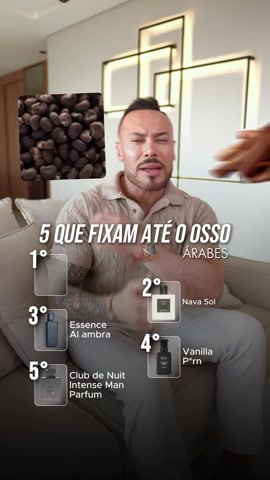 5 QUE FIXAM ATÉ O OSSO
ÁRABES
1°
2°
Nava Sol
3°
Essence
Al ambra
4°
Vanilla
P*rn
5°
Club de Nuit
Intense Man
Parfum